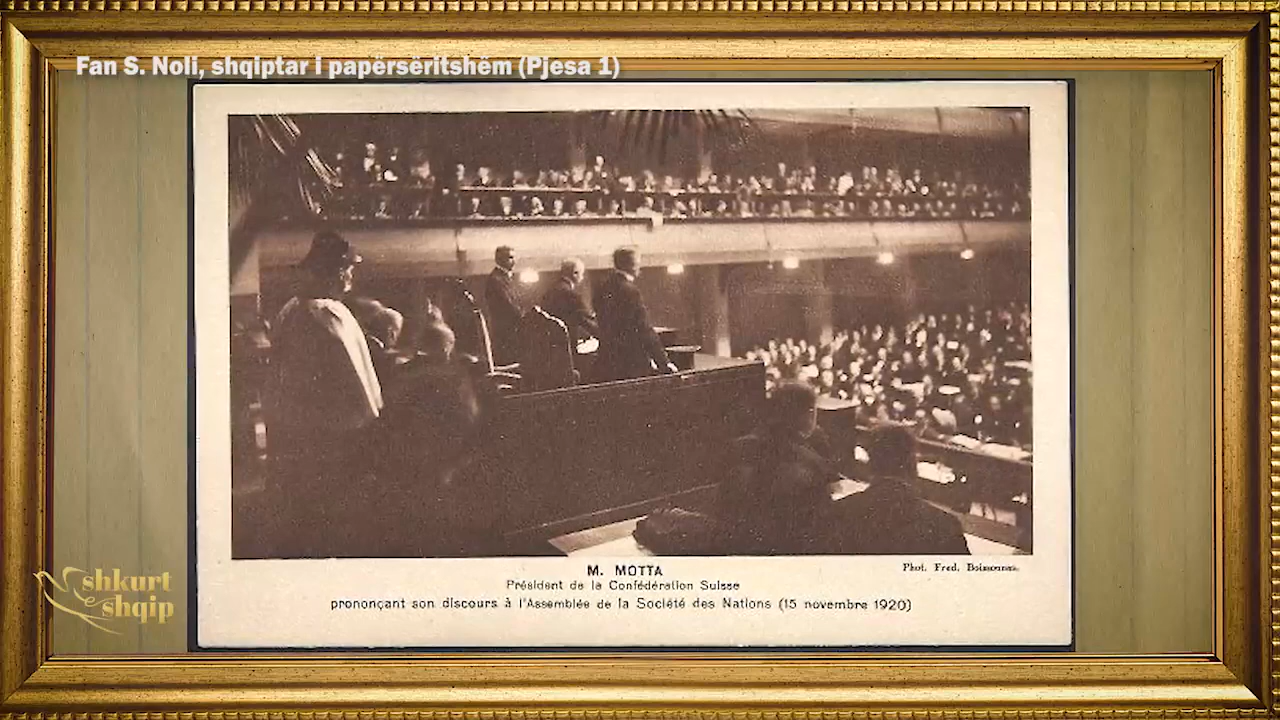 Fan S. Noli, shqiptar i papërsëritshëm (Pjesa 1)
M. MOTTA
Phot. Fred. Boissonnas.
Président de la Confédération Suisse
prononçant son discours à l'Assemblée de la Société des Nations (15 novembre 1920)
shkurt
shqip